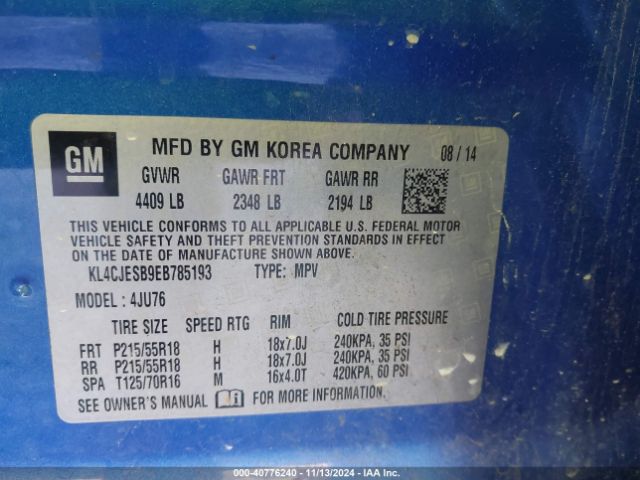 GM
MFD BY GM KOREA COMPANY 08 / 14
GVWR GAWR FRT GAWR RR
4409 LB 2348 LB 2194 LB
THIS VEHICLE CONFORMS TO ALL APPLICABLE U.S. FEDERAL MOTOR
VEHICLE SAFETY AND THEFT PREVENTION STANDARDS IN EFFECT
ON THE DATE OF MANUFACTURE SHOWN ABOVE.
KL4CJESB9EB785193 TYPE: MPV
MODEL : 4JU76
TIRE SIZE SPEED RTG RIM COLD TIRE PRESSURE
FRT P215/55R18 H 18x7.0J 240KPA, 35 PSI
RR P215/55R18 H 18x7.0J 240KPA, 35 PSI
SPA T125/70R16 M 16x4.0T 420KPA, 60 PSI
SEE OWNER'S MANUAL FOR MORE INFORMATION.
000-40776240 - 11/13/2024 - IAA Inc.